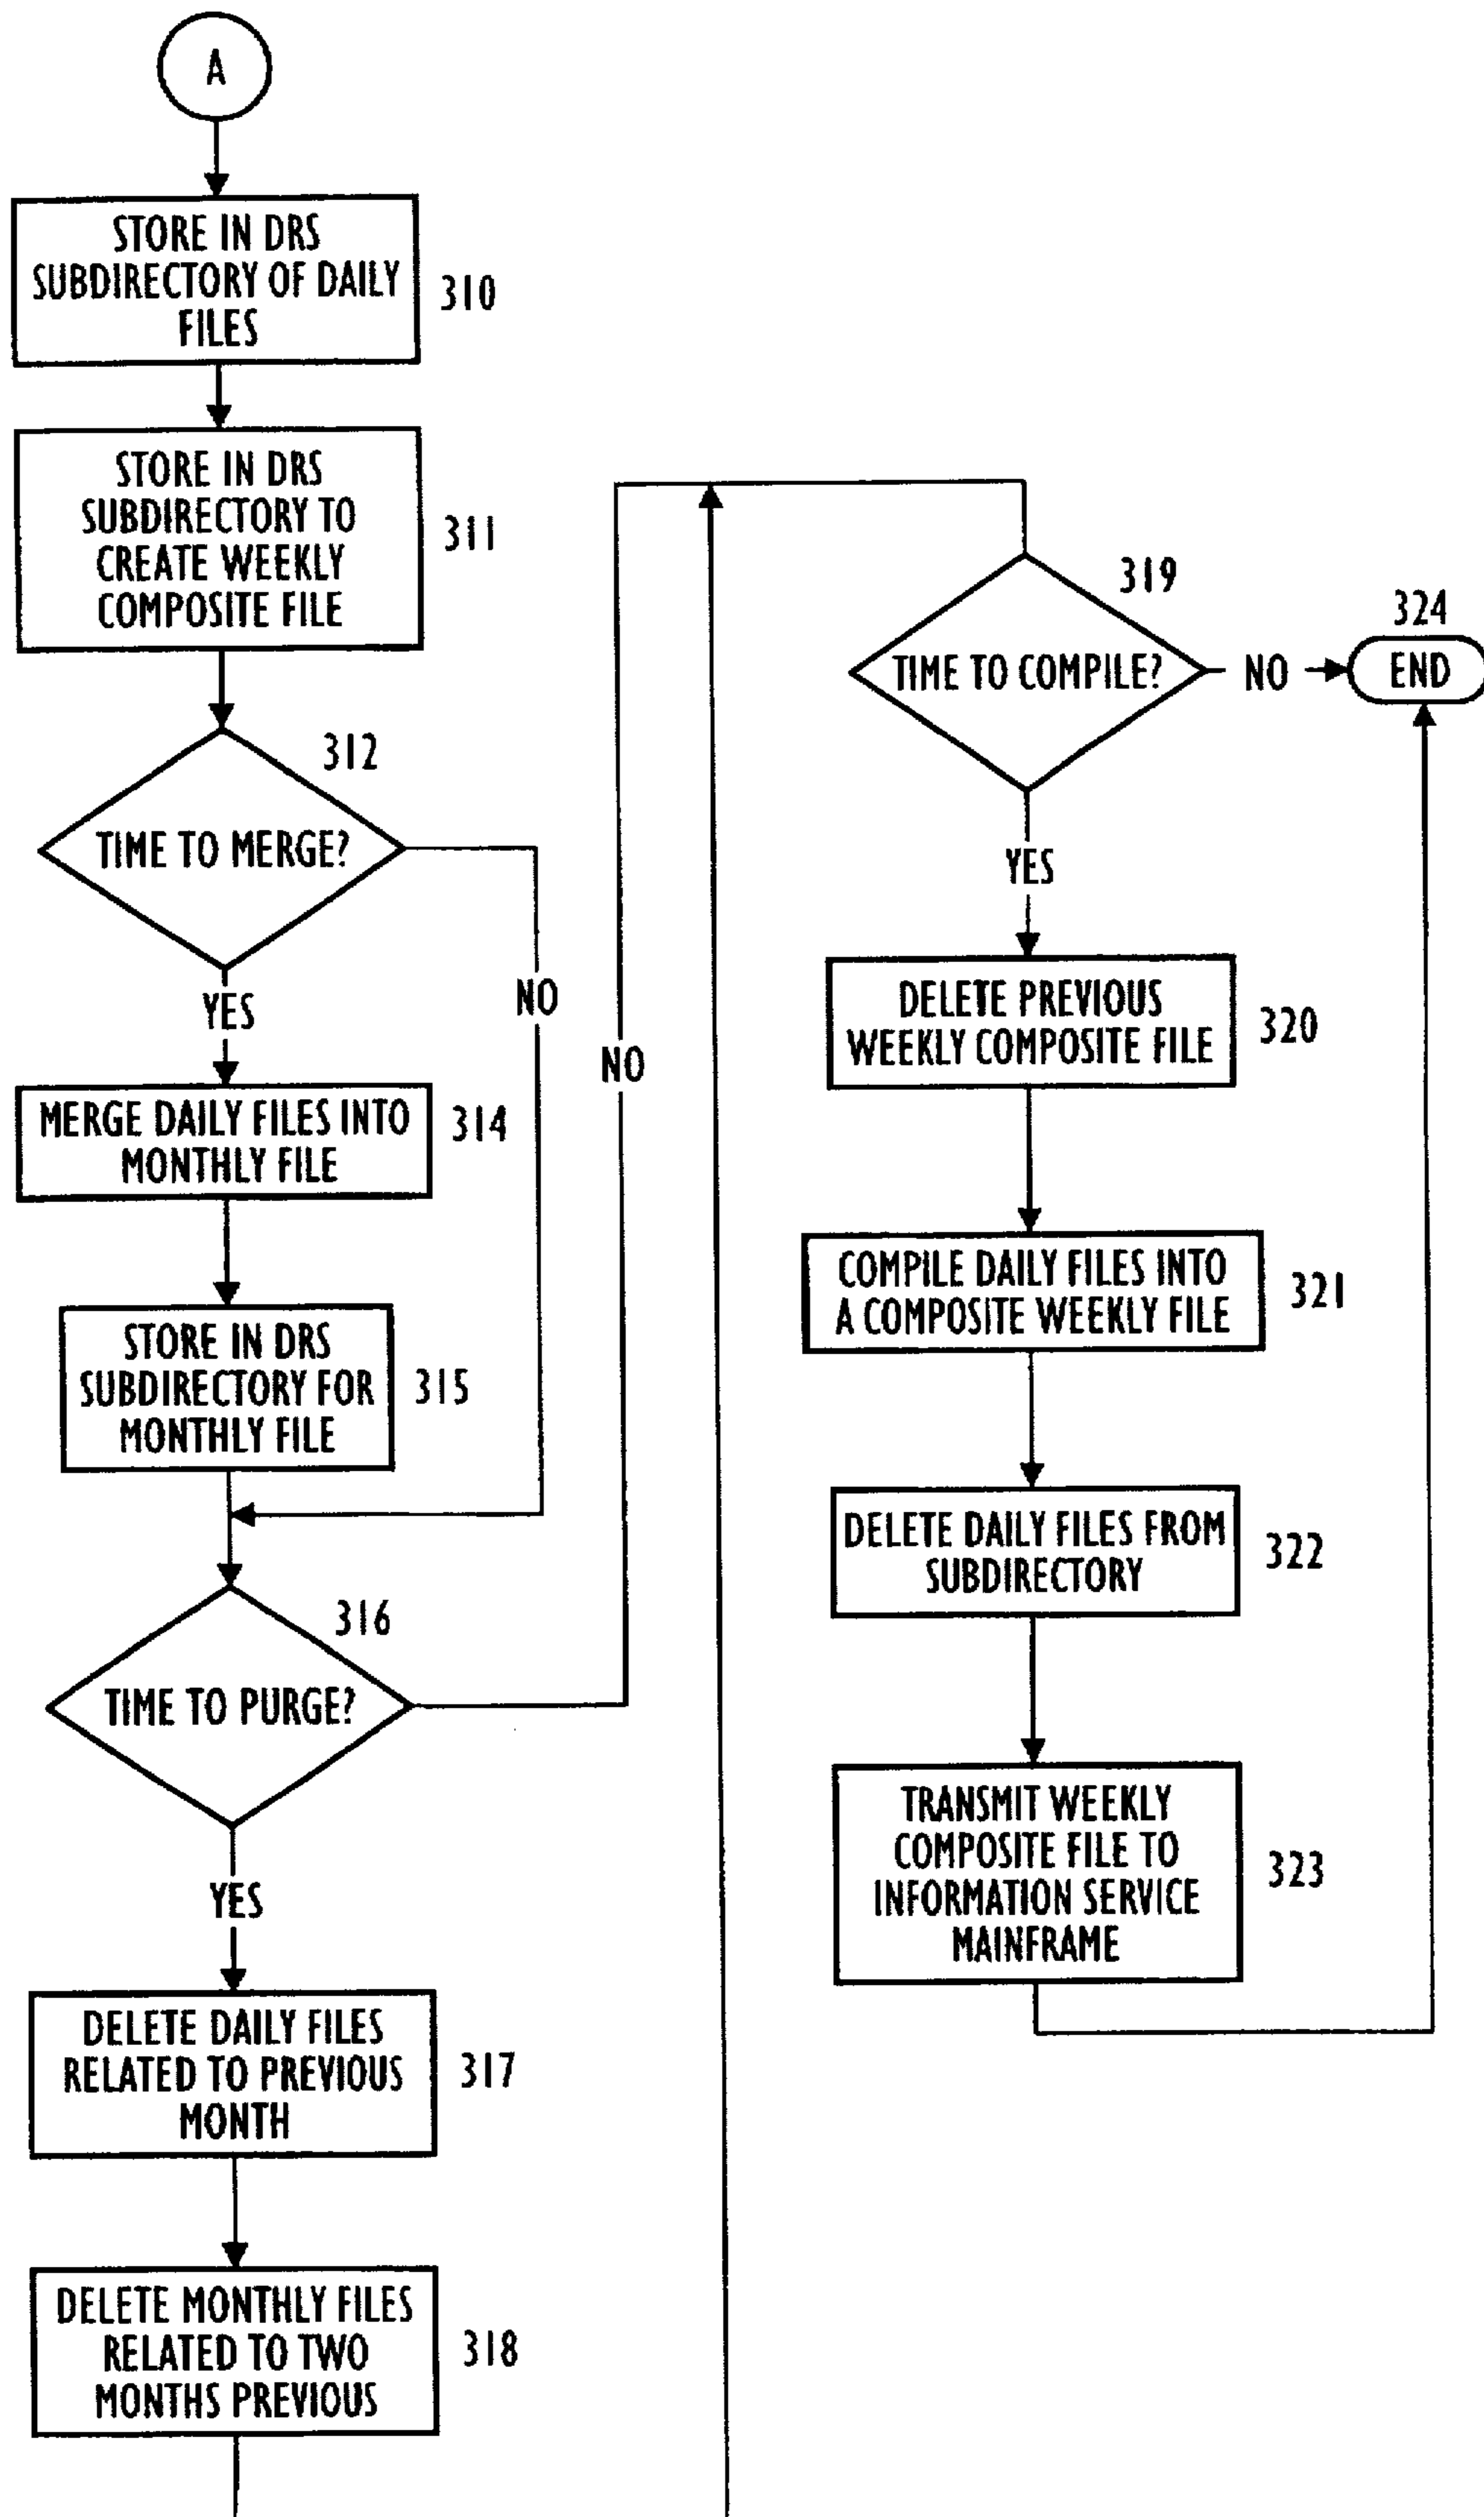 A
STORE IN DRS
SUBDIRECTORY OF DAILY
FILES
310
STORE IN DRS
SUBDIRECTORY TO
CREATE WEEKLY
COMPOSITE FILE
311
312
TIME TO MERGE?
NO
YES
MERGE DAILY FILES INTO
MONTHLY FILE
314
STORE IN DRS
SUBDIRECTORY FOR
MONTHLY FILE
315
316
TIME TO PURGE?
NO
YES
DELETE DAILY FILES
RELATED TO PREVIOUS
MONTH
317
DELETE MONTHLY FILES
RELATED TO TWO
MONTHS PREVIOUS
318
319
TIME TO COMPILE?
NO
324
END
YES
DELETE PREVIOUS
WEEKLY COMPOSITE FILE
320
COMPILE DAILY FILES INTO
A COMPOSITE WEEKLY FILE
321
DELETE DAILY FILES FROM
SUBDIRECTORY
322
TRANSMIT WEEKLY
COMPOSITE FILE TO
INFORMATION SERVICE
MAINFRAME
323